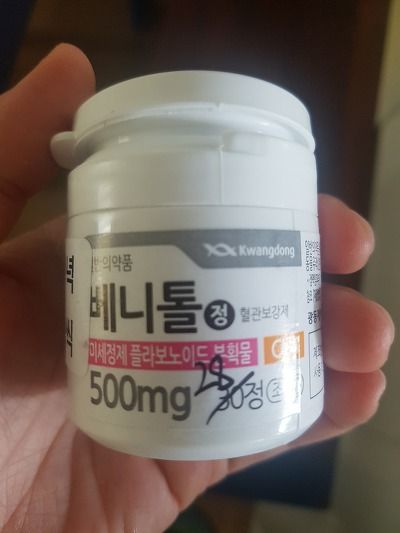 Kwangdong
일반의약품
베니톨 정 혈관보강제
미세정제 플라보노이드 분획물
500mg 28 30정